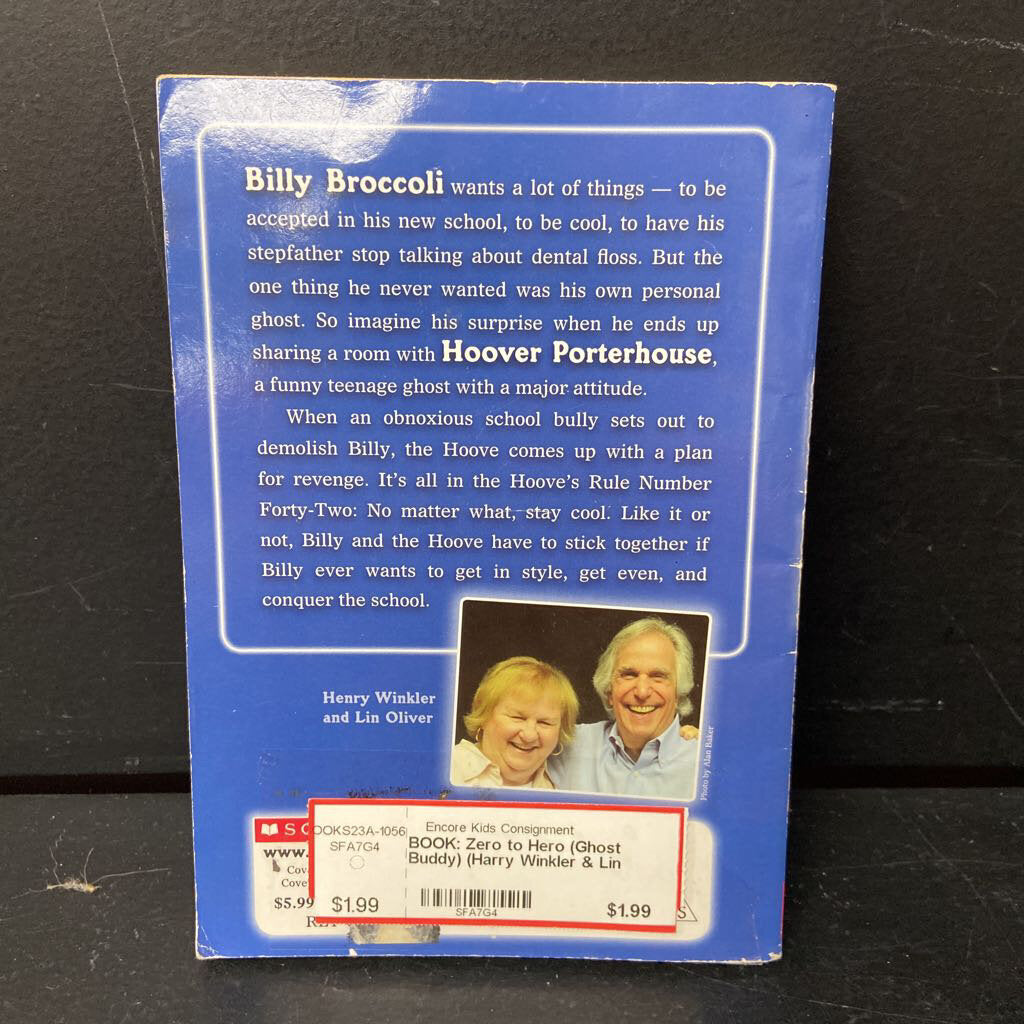 Billy Broccoli wants a lot of things — to be
accepted in his new school, to be cool, to have his
stepfather stop talking about dental floss. But the
one thing he never wanted was his own personal
ghost. So imagine his surprise when he ends up
sharing a room with Hoover Porterhouse,
a funny teenage ghost with a major attitude.
When an obnoxious school bully sets out to
demolish Billy, the Hoove comes up with a plan
for revenge. It's all in the Hoove's Rule Number
Forty-Two: No matter what, stay cool. Like it or
not, Billy and the Hoove have to stick together if
Billy ever wants to get in style, get even, and
conquer the school.
Henry Winkler
and Lin Oliver
Photo by Alan Baker
OOKS23A-1056
SFA7G4
$1.99
Encore Kids Consignment
BOOK: Zero to Hero (Ghost
Buddy) (Harry Winkler & Lin
SFA7G4
$1.99
www.
$5.99